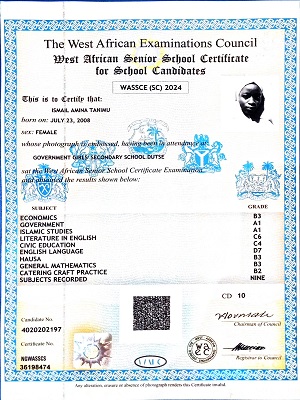 The West African Examinations Council
West African Senior School Certificate
for School Candidates
WASSCE (SC) 2024
This is to Certify that:
ISMAIL AMINA TANIMU
born on: JULY 23, 2008
sex: FEMALE
whose photograph is embossed, having been in attendance at:
GOVERNMENT GIRLS' SECONDARY SCHOOL DUTSE
sat the West African Senior School Certificate Examination
and obtained the results shown below:
SUBJECT GRADE
ECONOMICS B3
GOVERNMENT A1
ISLAMIC STUDIES A1
LITERATURE IN ENGLISH C6
CIVIC EDUCATION C4
ENGLISH LANGUAGE D7
HAUSA B3
GENERAL MATHEMATICS B3
CATERING CRAFT PRACTICE B2
SUBJECTS RECORDED NINE
CD 10
Candidate No.
4020202197
Chairman of Council
Certificate No.
NGWASSCS
36198474
WAEC
Registrar to Council
Any alteration, erasure or absence of photograph renders this Certificate invalid.